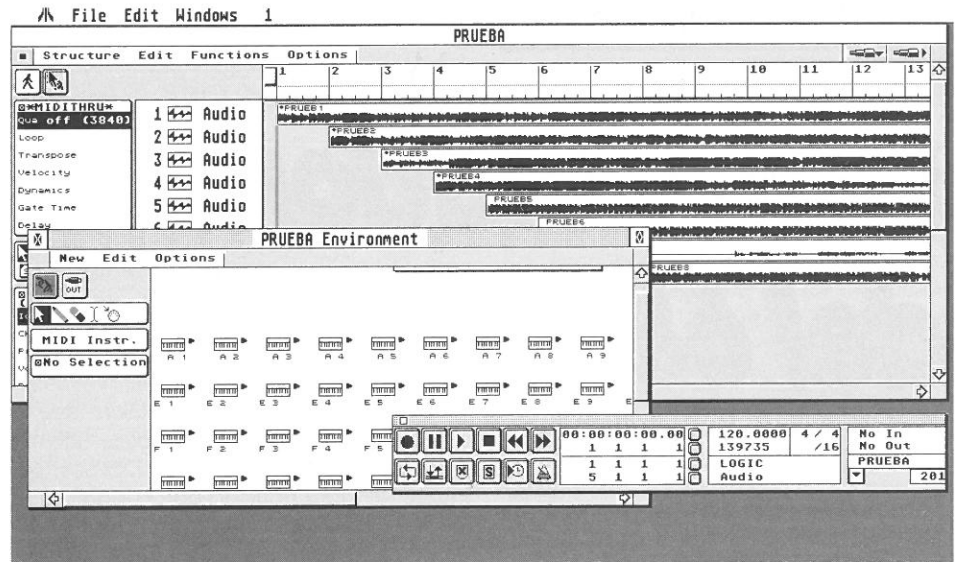 File Edit Windows 1
PRUEBA
Structure Edit Functions Options
1 2 3 4 5 6 7 8 9 10 11 12 13
*MIDITHRU*
Qua off (3840)
Loop
Transpose
Velocity
Dynamics
Gate Time
Delay
1 Audio
2 Audio
3 Audio
4 Audio
5 Audio
6 Audio
*PRUEB1
*PRUEB2
*PRUEB3
*PRUEB4
PRUEB5
PRUEB6
PRUEB8
PRUEBA Environment
New Edit Options
OUT
MIDI Instr.
No Selection
A 1 A 2 A 3 A 4 A 5 A 6 A 7 A 8 A 9
E 1 E 2 E 3 E 4 E 5 E 6 E 7 E 8 E 9 E
F 1 F 2 F 3 F 4 F 5
00:00:00:00.00
1 1 1 1
1 1 1 1
5 1 1 1
120.0000 4 / 4
139735 /16
LOGIC
Audio
No In
No Out
PRUEBA
201